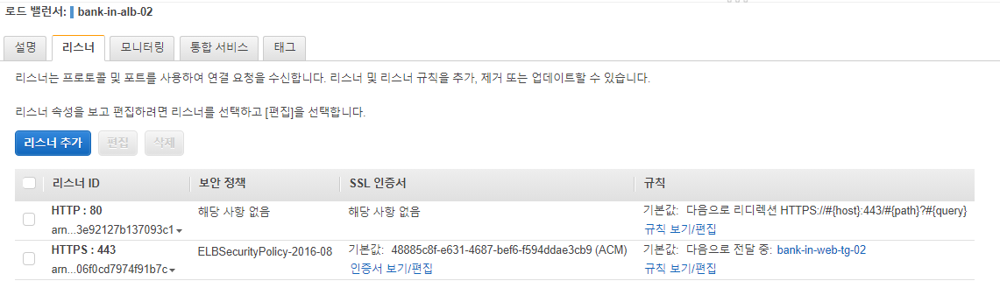 로드 밸런서: bank-in-alb-02
설명 리스너 모니터링 통합 서비스 태그
리스너는 프로토콜 및 포트를 사용하여 연결 요청을 수신합니다. 리스너 및 리스너 규칙을 추가, 제거 또는 업데이트할 수 있습니다.
리스너 속성을 보고 편집하려면 리스너를 선택하고 [편집]을 선택합니다.
리스너 추가 편집 삭제
리스너 ID 보안 정책 SSL 인증서 규칙
HTTP : 80 해당 사항 없음 해당 사항 없음 기본값: 다음으로 리디렉션 HTTPS://#{host}:443/#{path}?#{query}
arn...3e92127b137093c1 규칙 보기/편집
HTTPS : 443 ELBSecurityPolicy-2016-08 기본값: 48885c8f-e631-4687-bef6-f594ddae3cb9 (ACM) 기본값: 다음으로 전달 중: bank-in-web-tg-02
arn...06f0cd7974f91b7c 인증서 보기/편집 규칙 보기/편집